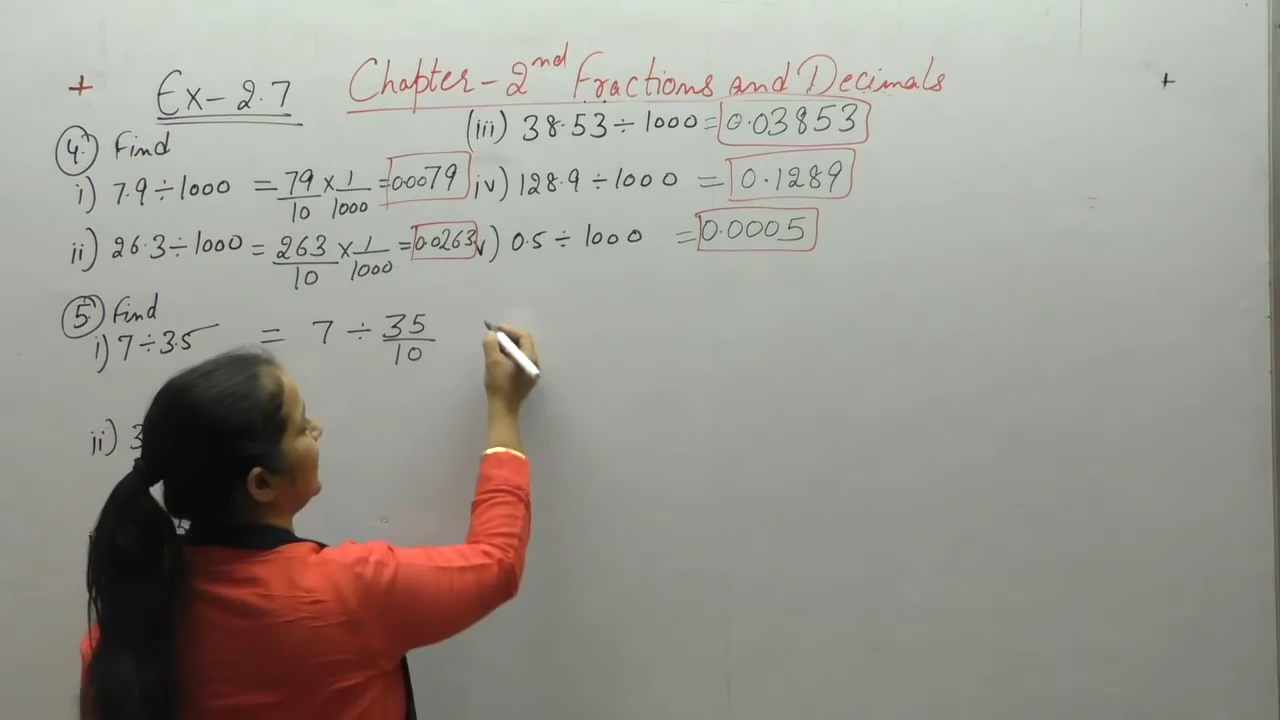 Ex-2.7 Chapter-2nd Fractions and Decimals
4. Find
i) 7.9÷1000 = 79/10 × 1/1000 = 0.0079
ii) 26.3÷1000 = 263/10 × 1/1000 = 0.0263
(iii) 38.53÷1000 = 0.03853
iv) 128.9÷1000 = 0.1289
v) 0.5÷1000 = 0.0005
5. Find
i) 7÷3.5 = 7÷35/10
ii) 3